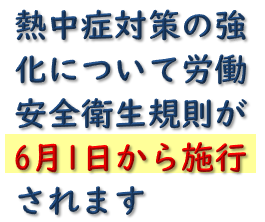 熱中症対策の強
化について労働
安全衛生規則が
6月1日から施行
されます